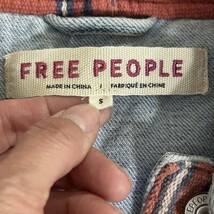 FREE PEOPLE
MADE IN CHINA / FABRIQUÉ EN CHINE
S